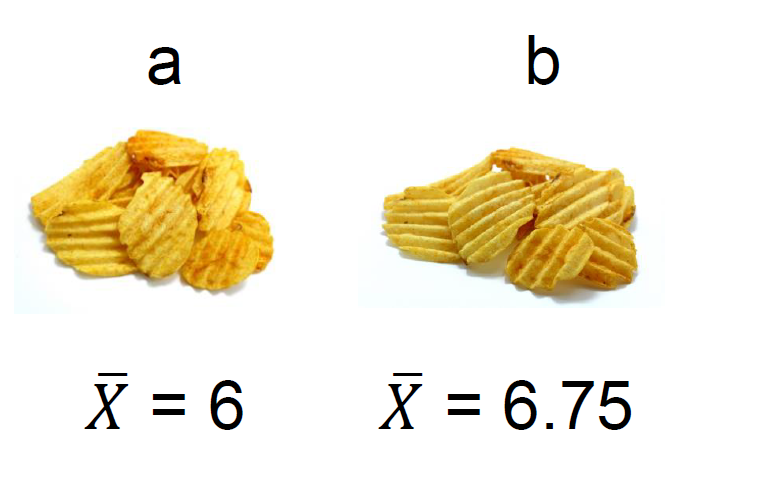 a
b
X̄ = 6
X̄ = 6.75